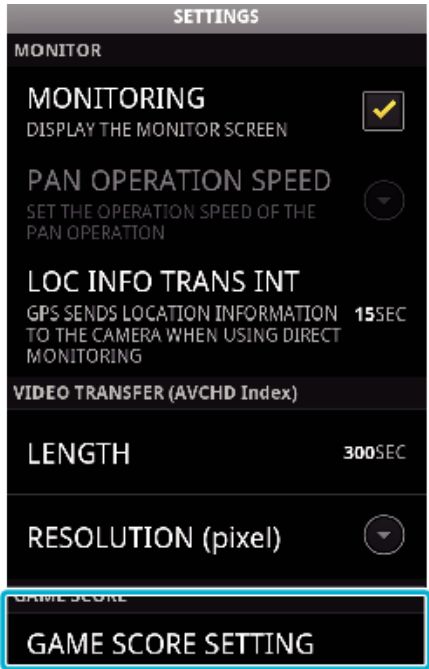 SETTINGS
MONITOR
MONITORING
DISPLAY THE MONITOR SCREEN
PAN OPERATION SPEED
SET THE OPERATION SPEED OF THE
PAN OPERATION
LOC INFO TRANS INT
GPS SENDS LOCATION INFORMATION 15SEC
TO THE CAMERA WHEN USING DIRECT
MONITORING
VIDEO TRANSFER (AVCHD Index)
LENGTH 300SEC
RESOLUTION (pixel)
GAME SCORE
GAME SCORE SETTING